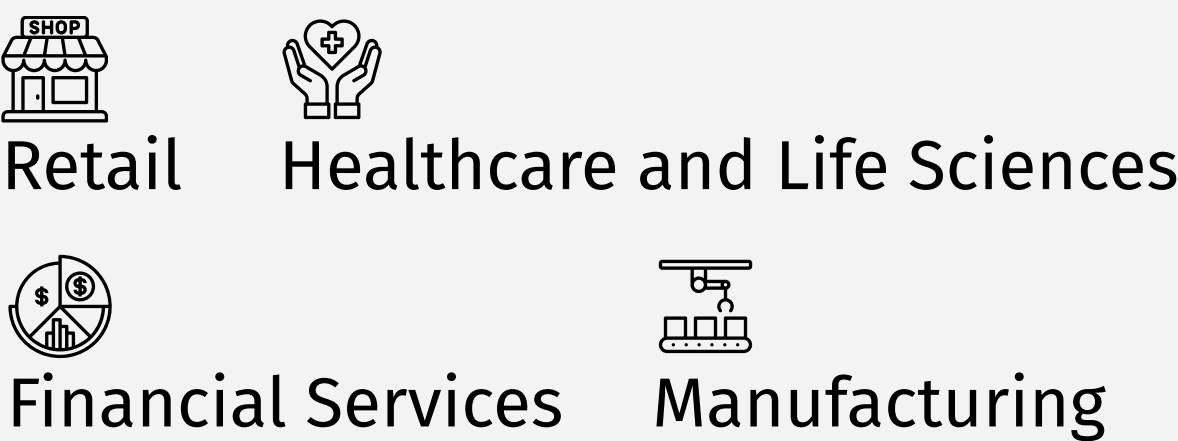 SHOP
Retail
Healthcare and Life Sciences
$ $
Financial Services
Manufacturing